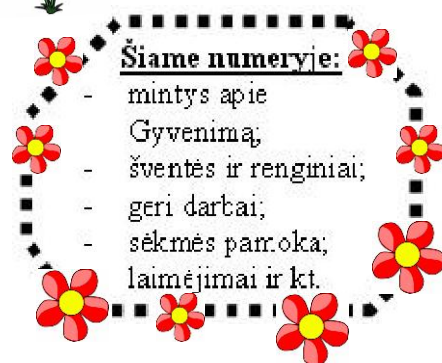 Šiame numeryje:
- mintys apie
Gyvenimą;
- šventės ir renginiai;
- geri darbai;
- sėkmės pamoka;
laimėjimai ir kt.